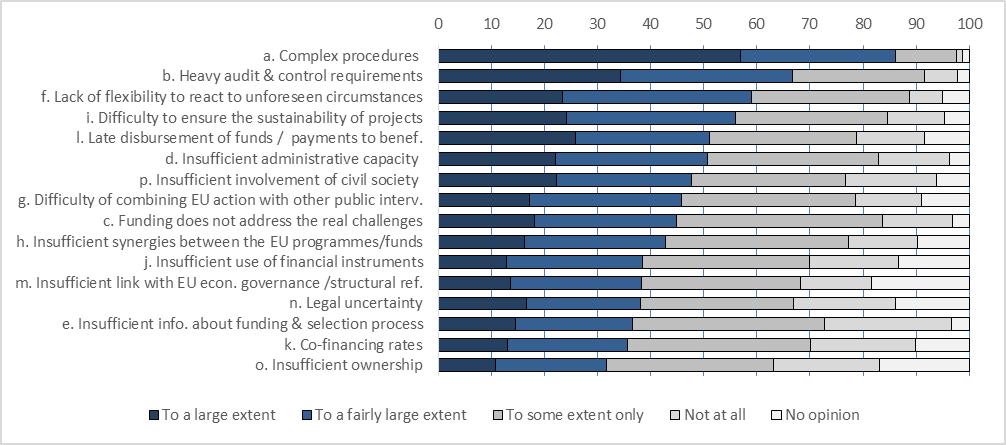 0 10 20 30 40 50 60 70 80 90 100
a. Complex procedures
b. Heavy audit & control requirements
f. Lack of flexibility to react to unforeseen circumstances
i. Difficulty to ensure the sustainability of projects
l. Late disbursement of funds / payments to benef.
d. Insufficient administrative capacity
p. Insufficient involvement of civil society
g. Difficulty of combining EU action with other public interv.
c. Funding does not address the real challenges
h. Insufficient synergies between the EU programmes/funds
j. Insufficient use of financial instruments
m. Insufficient link with EU econ. governance /structural ref.
n. Legal uncertainty
e. Insufficient info. about funding & selection process
k. Co-financing rates
o. Insufficient ownership
To a large extent To a fairly large extent To some extent only Not at all No opinion